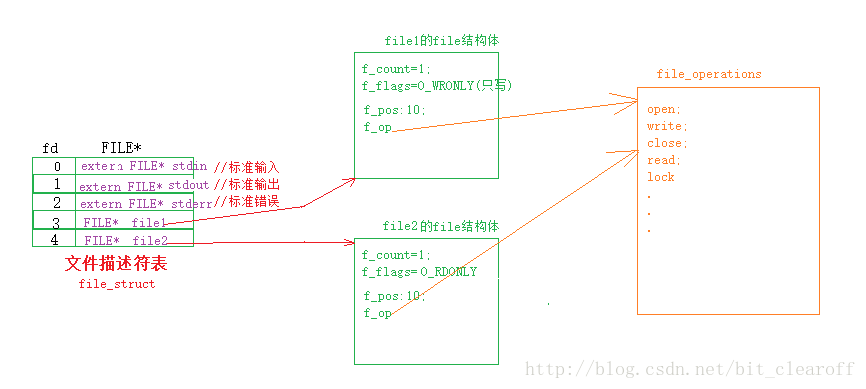 file1的file结构体
f_count=1;
f_flags=O_WRONLY(只写)
f_pos:10;
f_op
file_operations
open;
write;
close;
read;
lock
.
.
.
fd FILE*
0 extern FILE* stdin //标准输入
1 extern FILE* stdout //标准输出
2 extern FILE* stderr //标准错误
3 FILE* file1
4 FILE* file2
文件描述符表
file_struct
file2的file结构体
f_count=1;
f_flags= O_RDONLY
f_pos:10;
f_op
http://blog.csdn.net/bit_clearoff